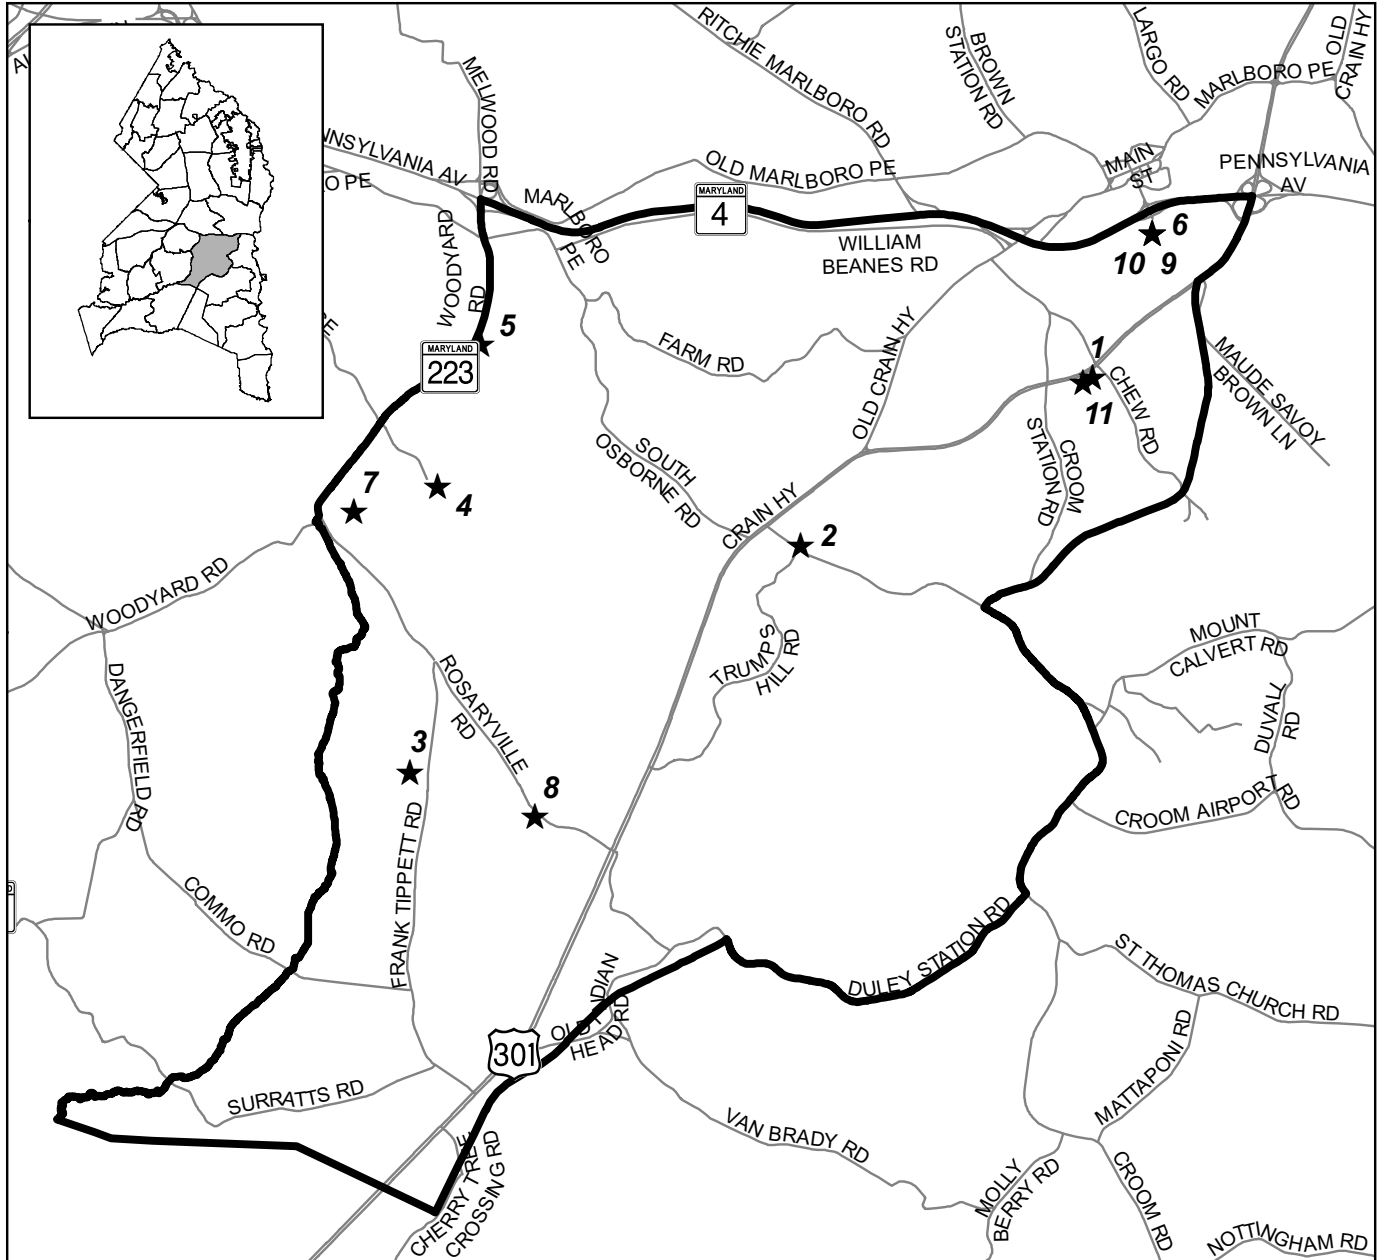 MELWOOD RD
RITCHIE MARLBORO RD
BROWN
STATION RD
LARGO RD
MARLBORO PE
OLD
CRAIN HY
NNSYLVANIA AV
O PE
OLD MARLBORO PE
MAIN
ST
PENNSYLVANIA
AV
MARLBORO
PE
MARYLAND
4
WOODYARD
RD
WILLIAM
BEANES RD
6
10 9
5
MARYLAND
223
FARM RD
OLD CRAIN HY
1
11
CHEW RD
MAUDE SAVOY
BROWN LN
SOUTH
OSBORNE RD
CROOM
STATION RD
7
4
CRAIN HY
2
WOODYARD RD
TRUMPS
HILL RD
MOUNT
CALVERT RD
DUVALL
RD
DANGERFIELD RD
ROSARYVILLE
RD
3
8
CROOM AIRPORT RD
FRANK TIPPETT RD
COMMO RD
DULEY STATION RD
ST THOMAS CHURCH RD
OLD INDIAN
HEAD RD
301
SURRATTS RD
MATTAPONI RD
VAN BRADY RD
CHERRY TREE
CROSSING RD
MOLLY
BERRY RD
CROOM RD
NOTTINGHAM RD